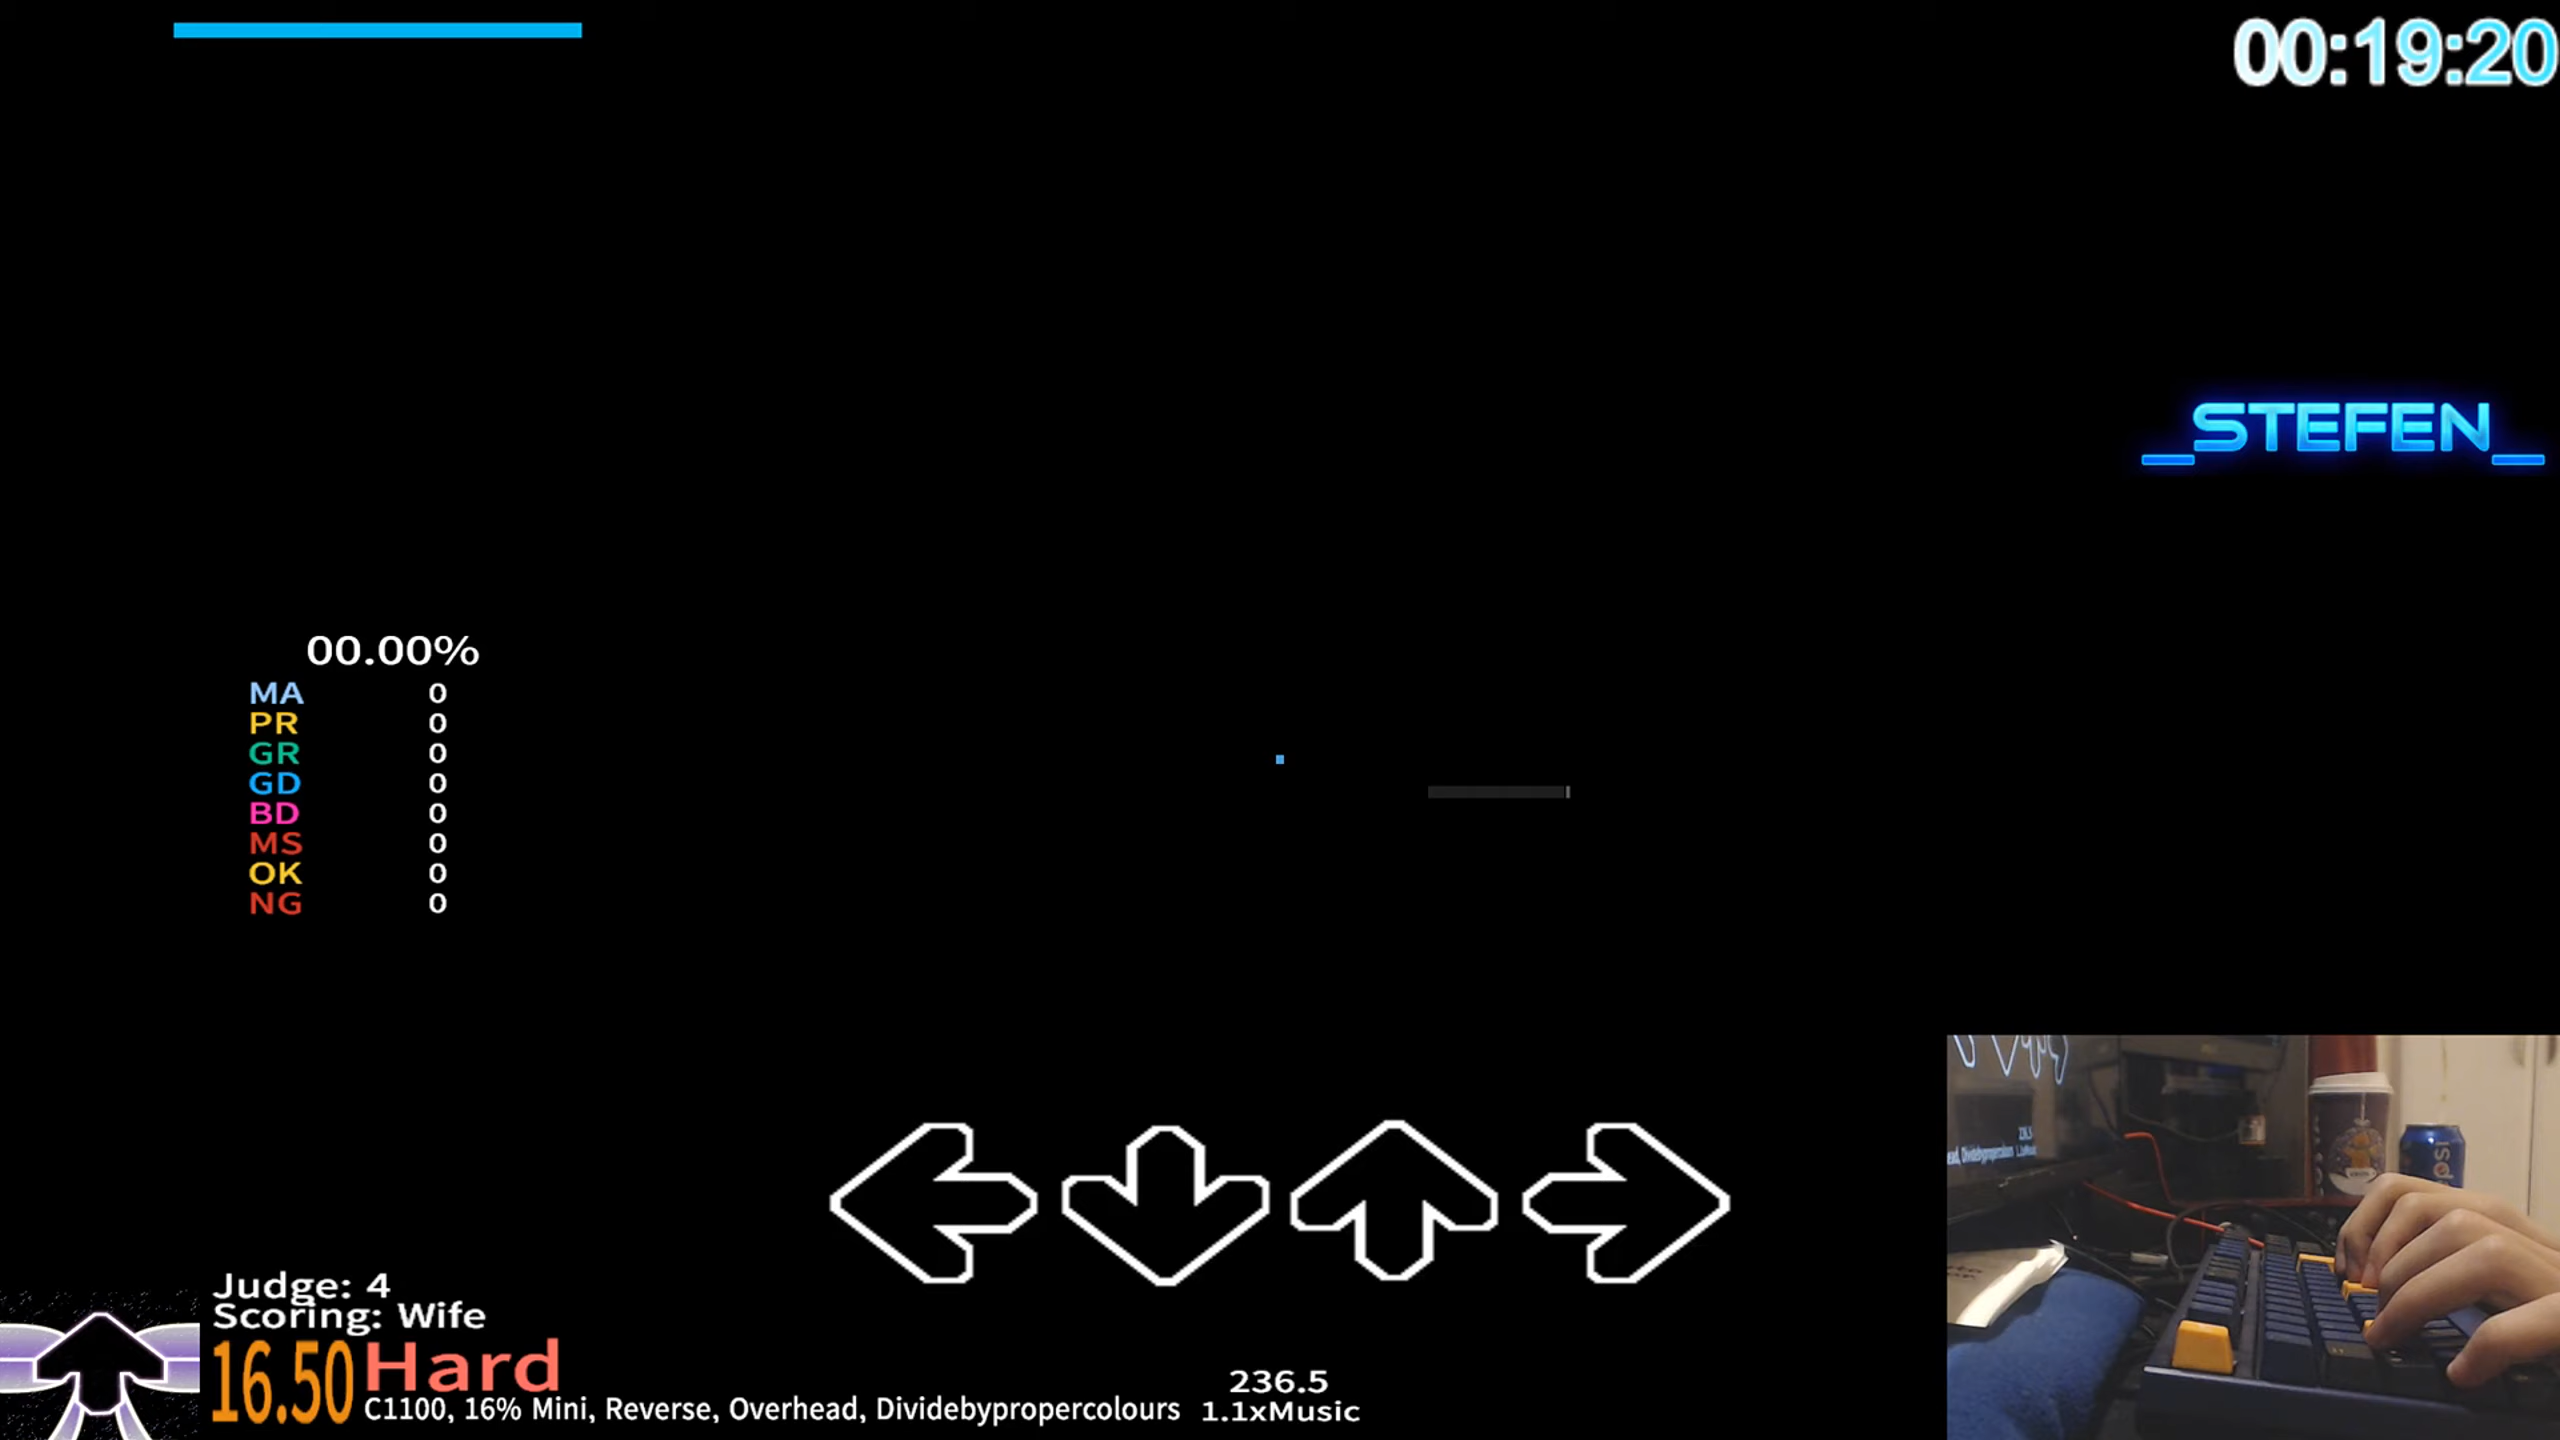 00:19:20
_STEFEN_
00.00%
MA 0
PR 0
GR 0
GD 0
BD 0
MS 0
OK 0
NG 0
Judge: 4
Scoring: Wife
16.50 Hard
C1100, 16% Mini, Reverse, Overhead, Dividebypropercolours
236.5
1.1xMusic